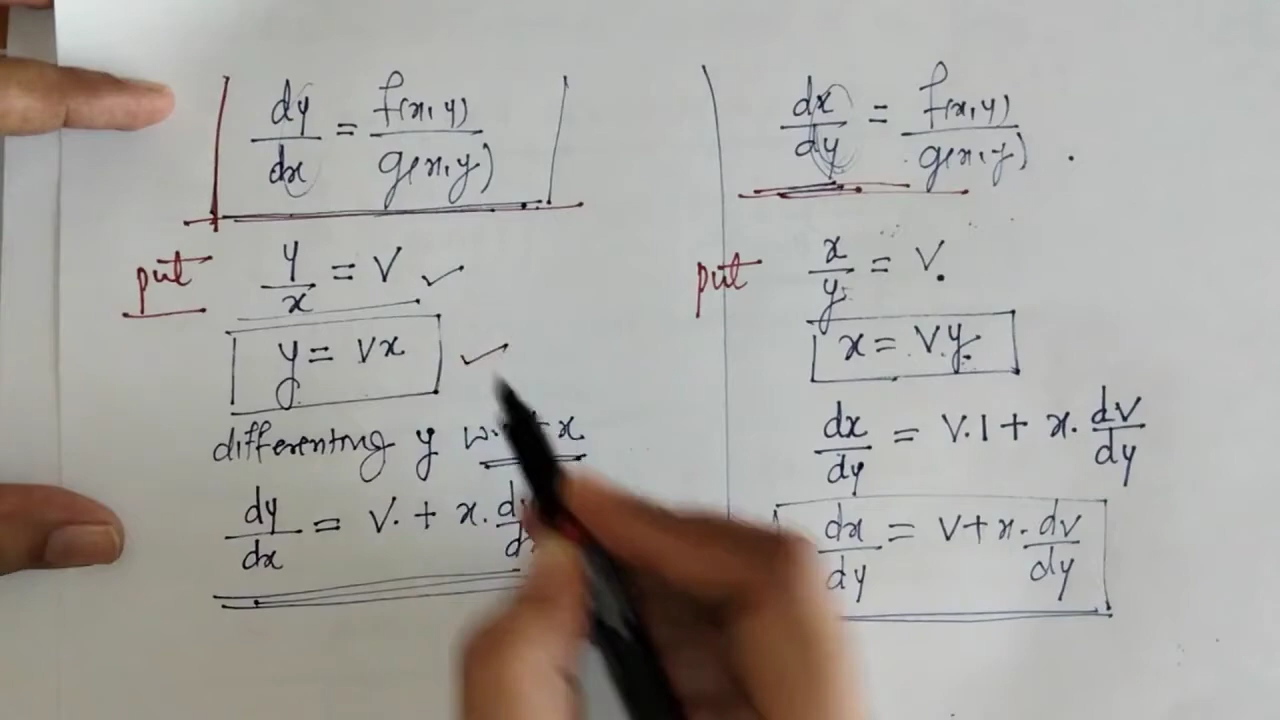 dy/dx = f(x,y)/g(x,y)
put y/x = V ✓
y = Vx ✓
differenting y w. x
dy/dx = V. + x.
dx/dy = f(x,y)/g(x,y) .
put x/y = V.
x = V.y.
dx/dy = V.1 + x. dv/dy
dx/dy = V + x. dv/dy